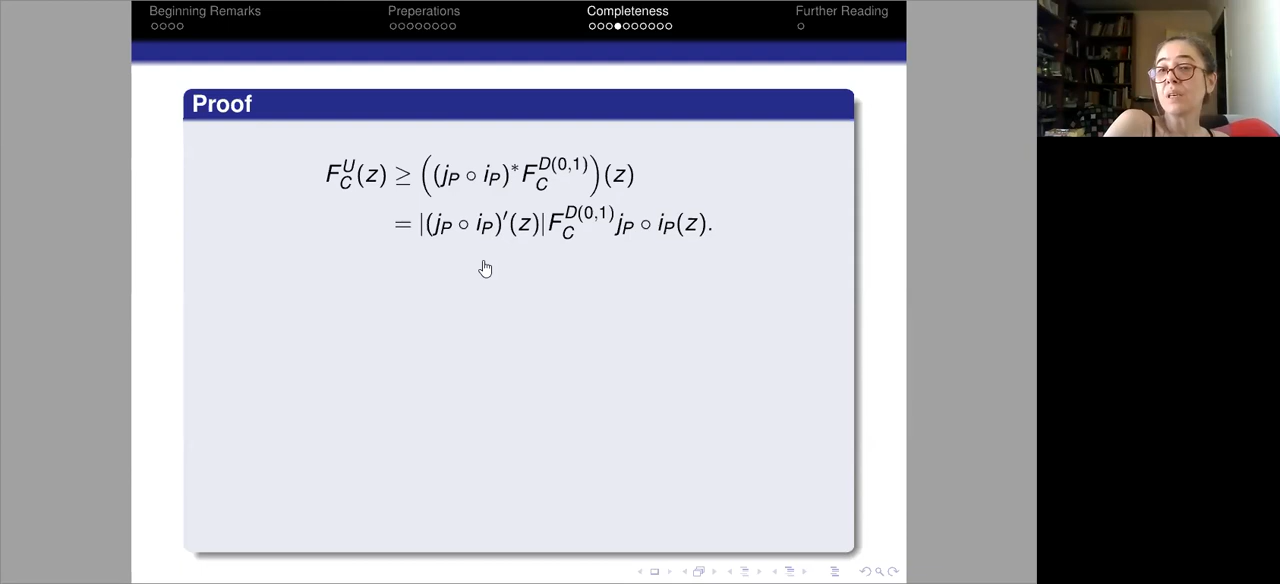 Beginning Remarks Preperations Completeness Further Reading
Proof
F_C^U(z) ≥ ((j_P ∘ i_P)^* F_C^{D(0,1)})(z)
= |(j_P ∘ i_P)′(z)|F_C^{D(0,1)} j_P ∘ i_P(z).